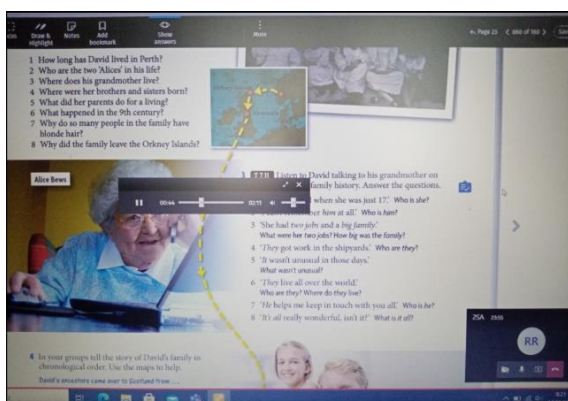 Draw &
Highlight
Notes
Add
bookmark
Show
answers
More
Page 23
1 How long has David lived in Perth?
2 Who are the two 'Alices' in his life?
3 Where does his grandmother live?
4 Where were her brothers and sisters born?
5 What did her parents do for a living?
6 What happened in the 9th century?
7 Why do so many people in the family have
blonde hair?
8 Why did the family leave the Orkney Islands?
Alice Bews
Listen to David talking to his grandmother on
family history. Answer the questions.
when she was just 17.' Who is she?
him at all.' Who is him?
3 'She had two jobs and a big family.'
What were her two jobs? How big was the family?
4 'They got work in the shipyards.' Who are they?
5 'It wasn't unusual in those days.'
What wasn't unusual?
6 'They live all over the world.'
Who are they? Where do they live?
7 'He helps me keep in touch with you all.' Who is he?
8 'It's all really wonderful, isn't it?' What is it all?
00:44
02:11
4 In your groups tell the story of David's family in
chronological order. Use the maps to help.
David's ancestors came over to Scotland from ...
2SA
RR